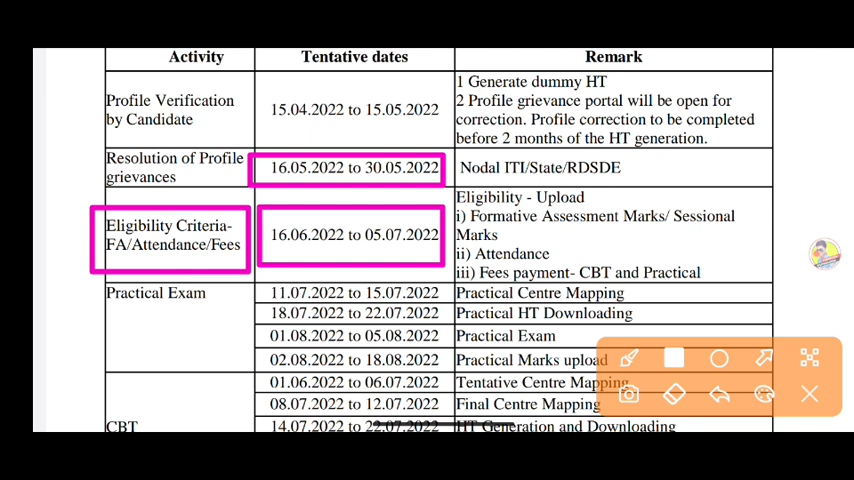 Activity
Tentative dates
Remark
Profile Verification
by Candidate
15.04.2022 to 15.05.2022
1 Generate dummy HT
2 Profile grievance portal will be open for
correction. Profile correction to be completed
before 2 months of the HT generation.
Resolution of Profile
grievances
16.05.2022 to 30.05.2022
Nodal ITI/State/RDSDE
Eligibility Criteria-
FA/Attendance/Fees
16.06.2022 to 05.07.2022
Eligibility - Upload
i) Formative Assessment Marks/ Sessional
Marks
ii) Attendance
iii) Fees payment- CBT and Practical
Practical Exam
11.07.2022 to 15.07.2022
Practical Centre Mapping
18.07.2022 to 22.07.2022
Practical HT Downloading
01.08.2022 to 05.08.2022
Practical Exam
02.08.2022 to 18.08.2022
Practical Marks upload
CBT
01.06.2022 to 06.07.2022
Tentative Centre Mapping
08.07.2022 to 12.07.2022
Final Centre Mapping
14.07.2022 to 22.07.2022
HT Generation and Downloading